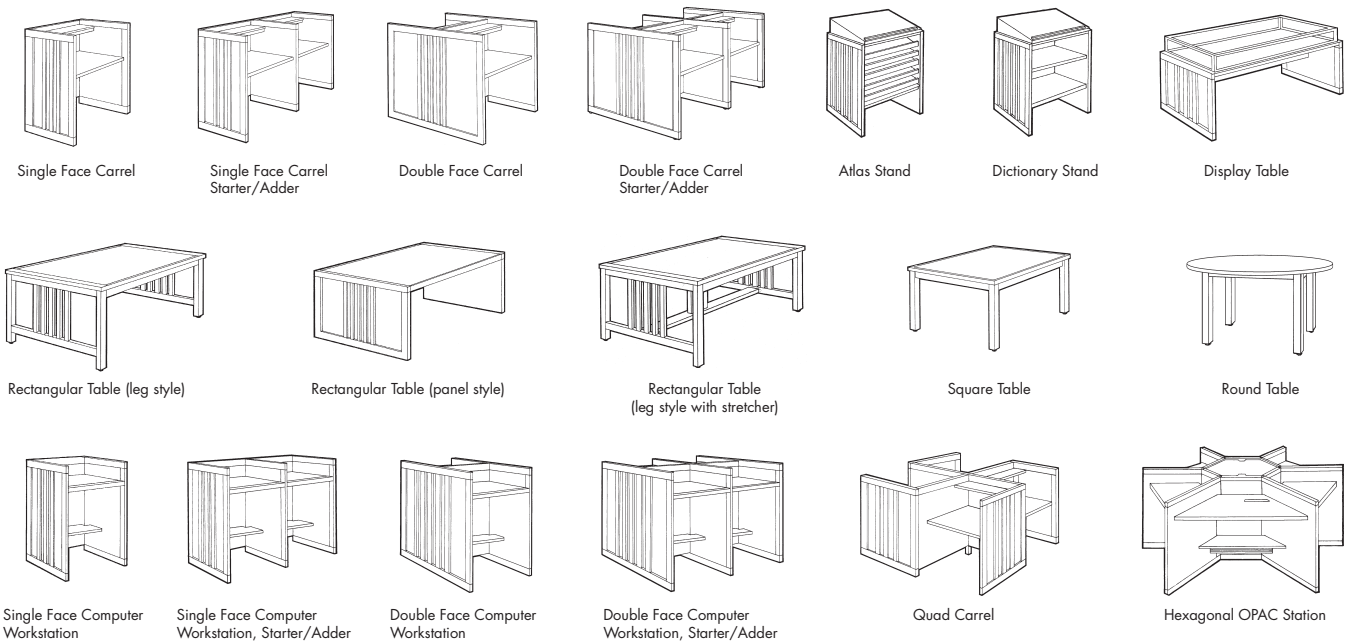 Single Face Carrel
Single Face Carrel
Starter/Adder
Double Face Carrel
Double Face Carrel
Starter/Adder
Atlas Stand
Dictionary Stand
Display Table
Rectangular Table (leg style)
Rectangular Table (panel style)
Rectangular Table
(leg style with stretcher)
Square Table
Round Table
Single Face Computer
Workstation
Single Face Computer
Workstation, Starter/Adder
Double Face Computer
Workstation
Double Face Computer
Workstation, Starter/Adder
Quad Carrel
Hexagonal OPAC Station